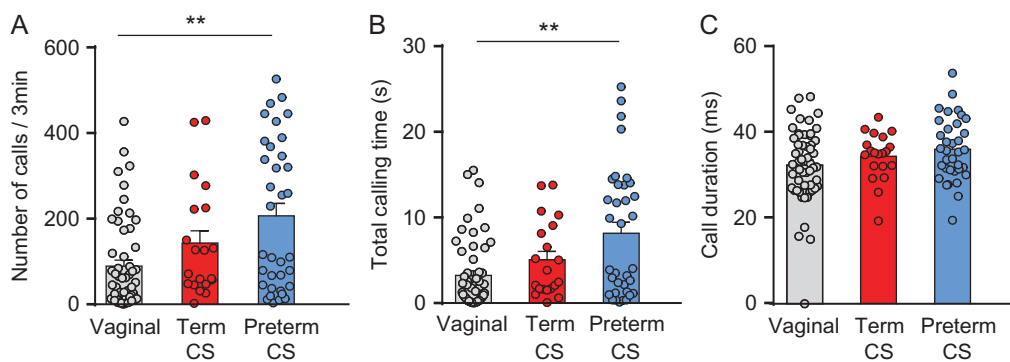 A
**
Number of calls / 3min
600
400
200
0
Vaginal
Term
CS
Preterm
CS
B
**
Total calling time (s)
30
20
10
0
Vaginal
Term
CS
Preterm
CS
C
Call duration (ms)
60
40
20
0
Vaginal
Term
CS
Preterm
CS